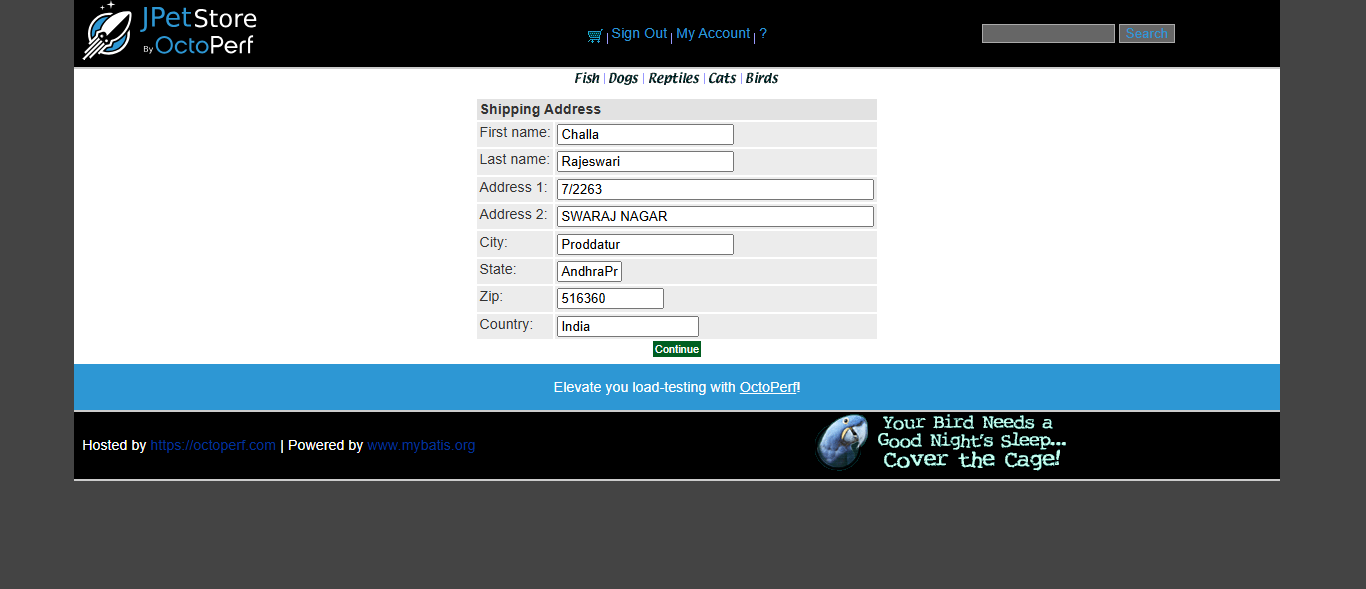 JPetStore
By OctoPerf
Sign Out | My Account | ?
Search
Fish | Dogs | Reptiles | Cats | Birds
Shipping Address
First name: Challa
Last name: Rajeswari
Address 1: 7/2263
Address 2: SWARAJ NAGAR
City: Proddatur
State: AndhraPr
Zip: 516360
Country: India
Continue
Elevate you load-testing with OctoPerf!
Hosted by https://octoperf.com | Powered by www.mybatis.org
Your Bird Needs a
Good Night's Sleep...
Cover the Cage!